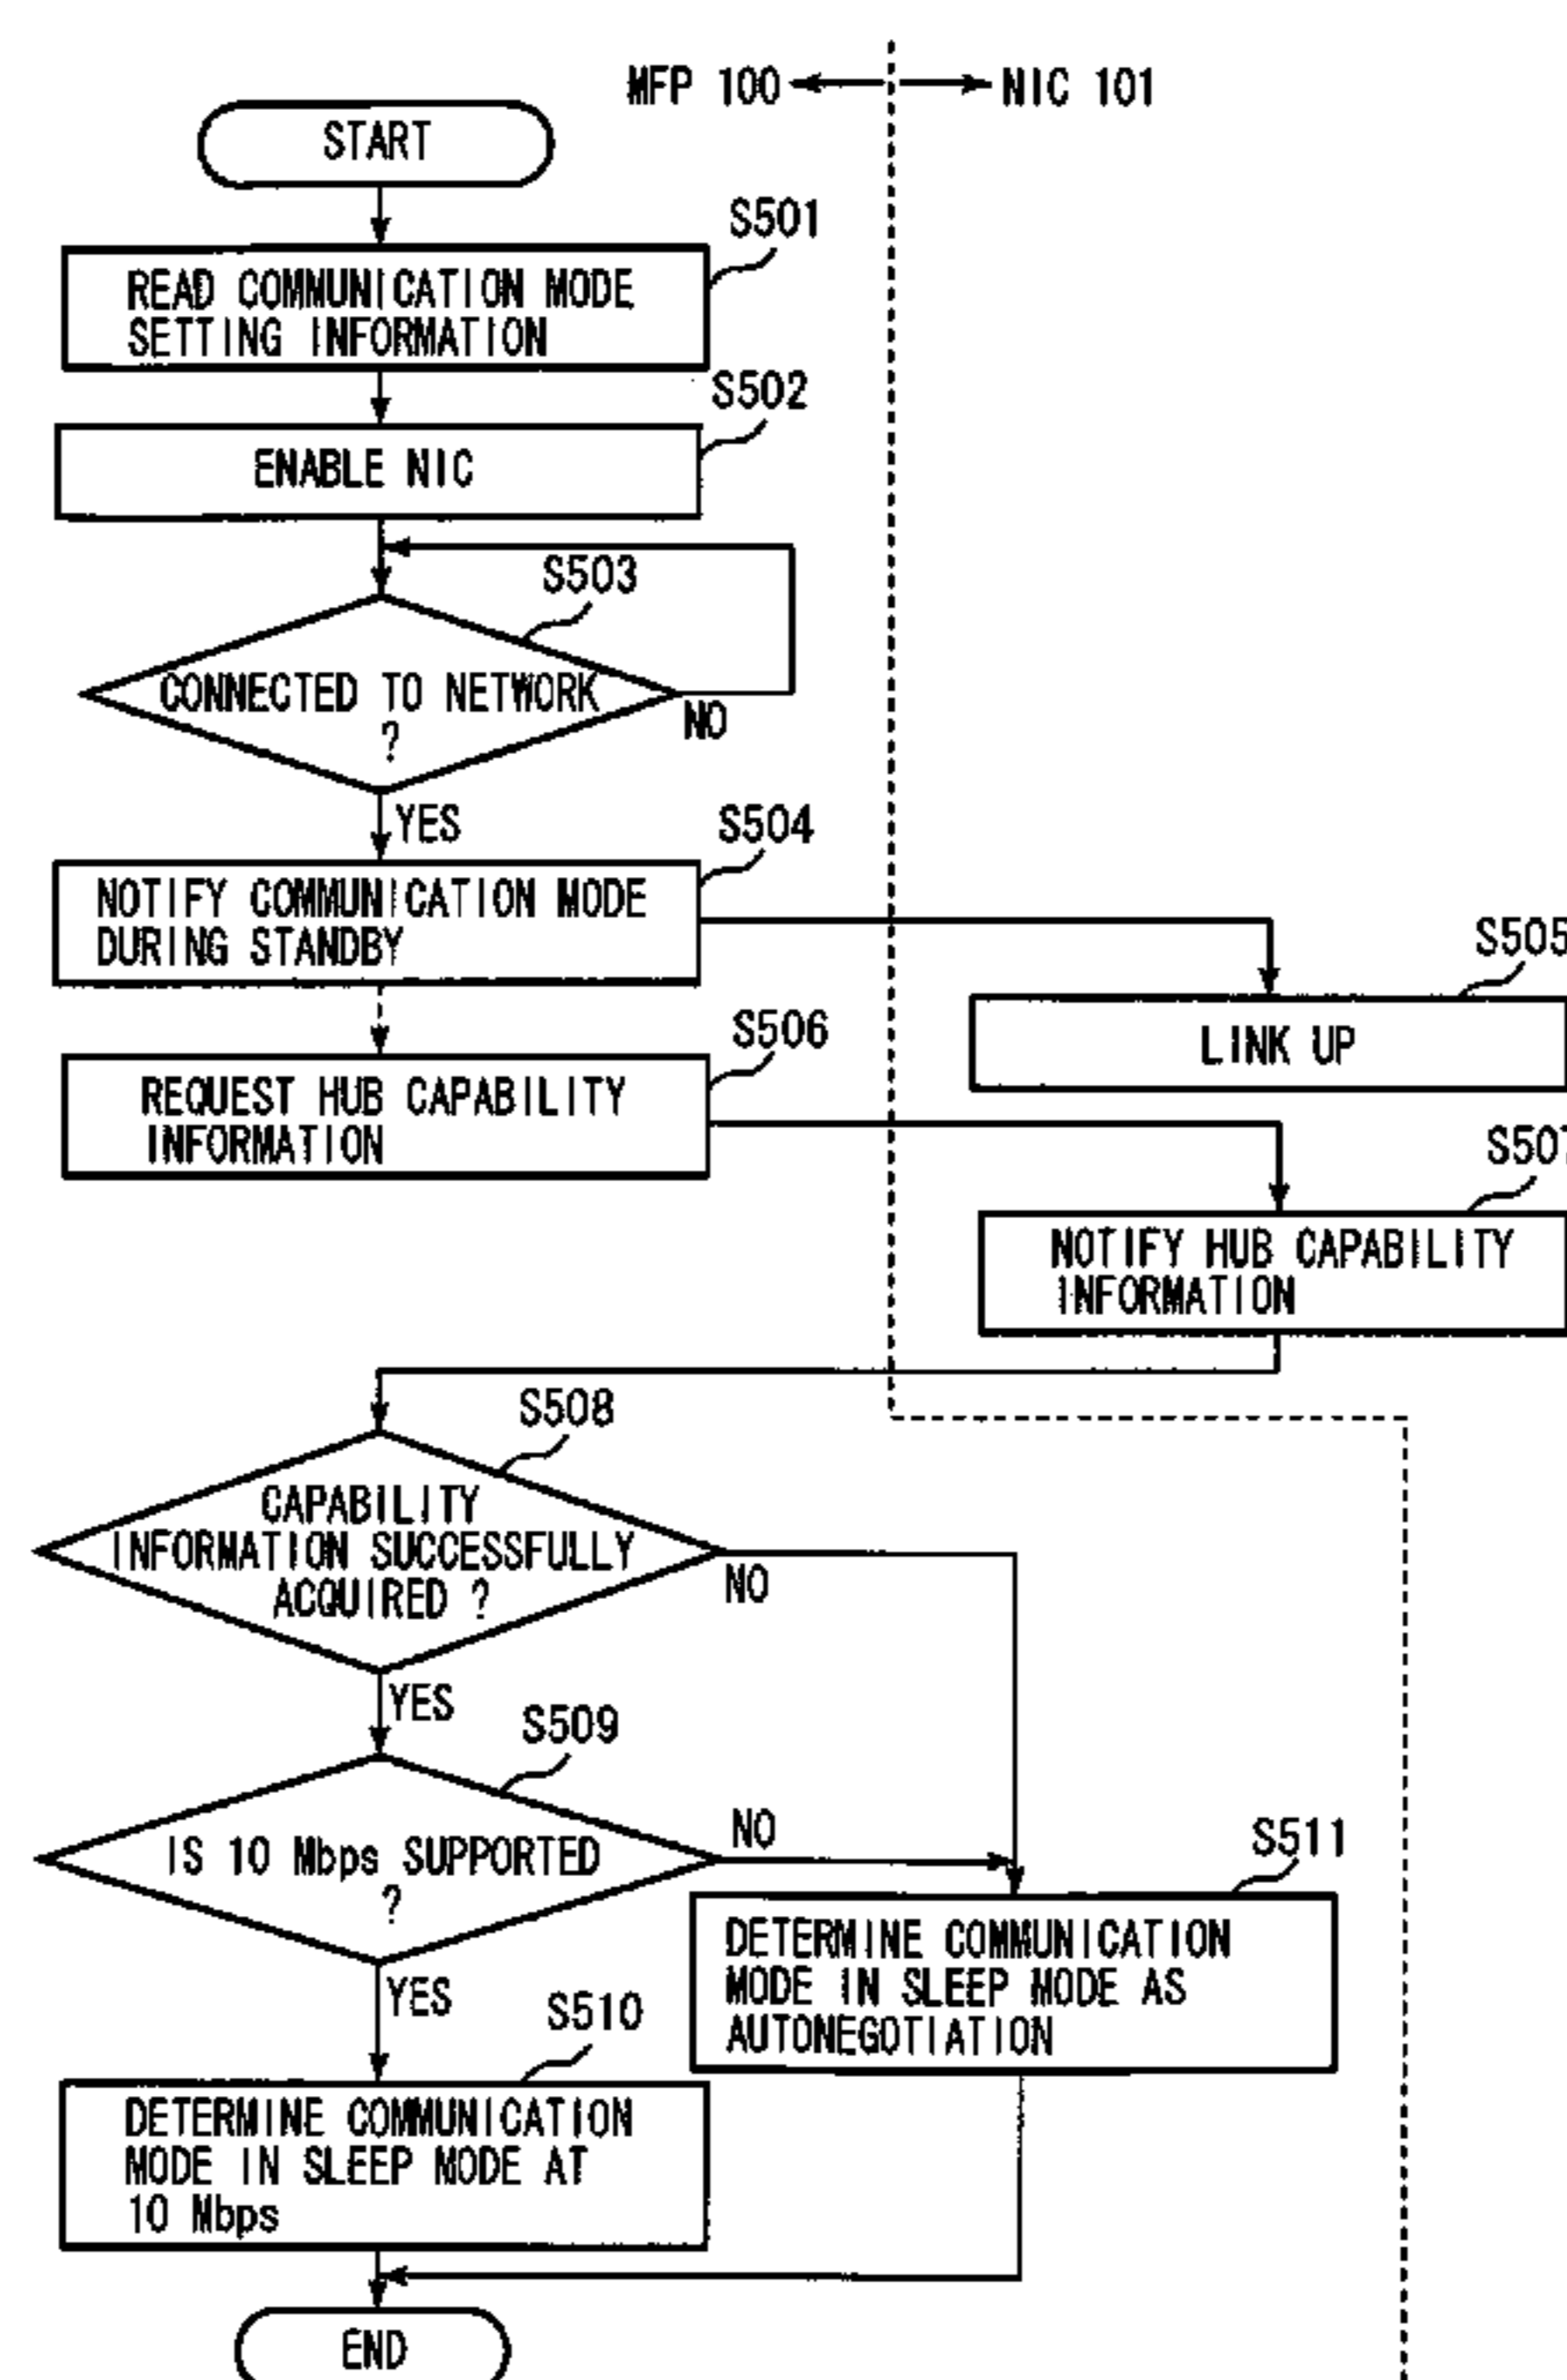 MFP 100
NIC 101
START
S501
READ COMMUNICATION MODE
SETTING INFORMATION
S502
ENABLE NIC
S503
CONNECTED TO NETWORK
?
NO
YES
S504
NOTIFY COMMUNICATION MODE
DURING STANDBY
S505
LINK UP
S506
REQUEST HUB CAPABILITY
INFORMATION
S507
NOTIFY HUB CAPABILITY
INFORMATION
S508
CAPABILITY
INFORMATION SUCCESSFULLY
ACQUIRED ?
NO
YES
S509
IS 10 Mbps SUPPORTED
?
NO
YES
S511
DETERMINE COMMUNICATION
MODE IN SLEEP MODE AS
AUTONEGOTIATION
S510
DETERMINE COMMUNICATION
MODE IN SLEEP MODE AT
10 Mbps
END